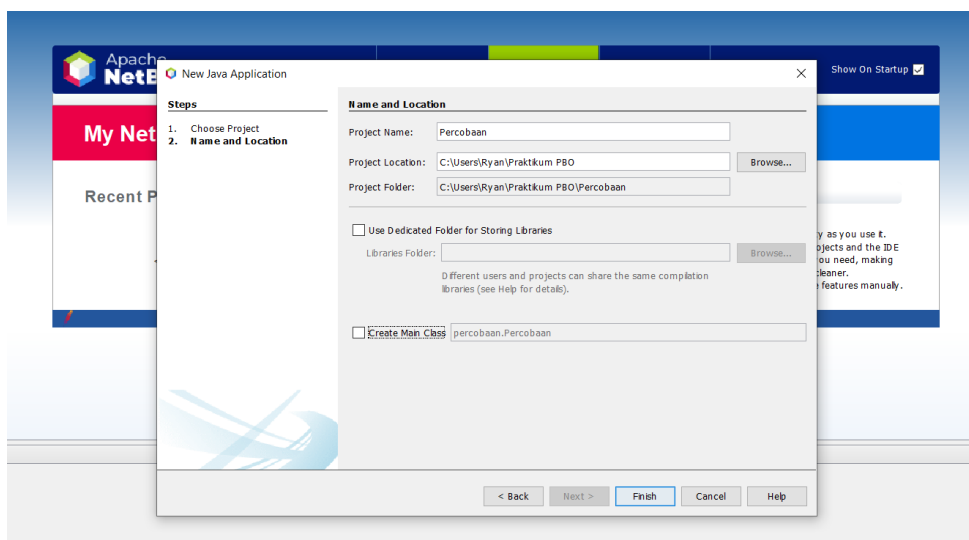 Apache
NetB
New Java Application
Show On Startup
Steps
1. Choose Project
2. Name and Location
Name and Location
Project Name: Percobaan
Project Location: C:\Users\Ryan\Praktikum PBO Browse...
Project Folder: C:\Users\Ryan\Praktikum PBO\Percobaan
Use Dedicated Folder for Storing Libraries
Libraries Folder: Browse...
Different users and projects can share the same compilation
libraries (see Help for details).
Create Main Class percobaan.Percobaan
< Back Next > Finish Cancel Help
My Net
Recent P
y as you use it.
ojects and the IDE
ou need, making
cleaner.
features manually.